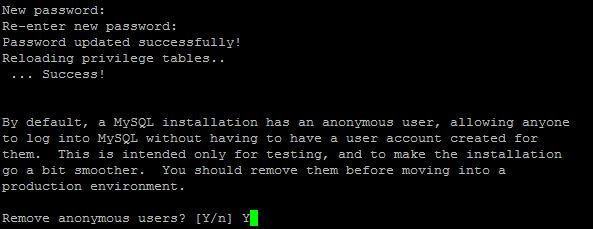 New password:
Re-enter new password:
Password updated successfully!
Reloading privilege tables..
 ... Success!
By default, a MySQL installation has an anonymous user, allowing anyone
to log into MySQL without having to have a user account created for
them.  This is intended only for testing, and to make the installation
go a bit smoother.  You should remove them before moving into a
production environment.
Remove anonymous users? [Y/n] Y